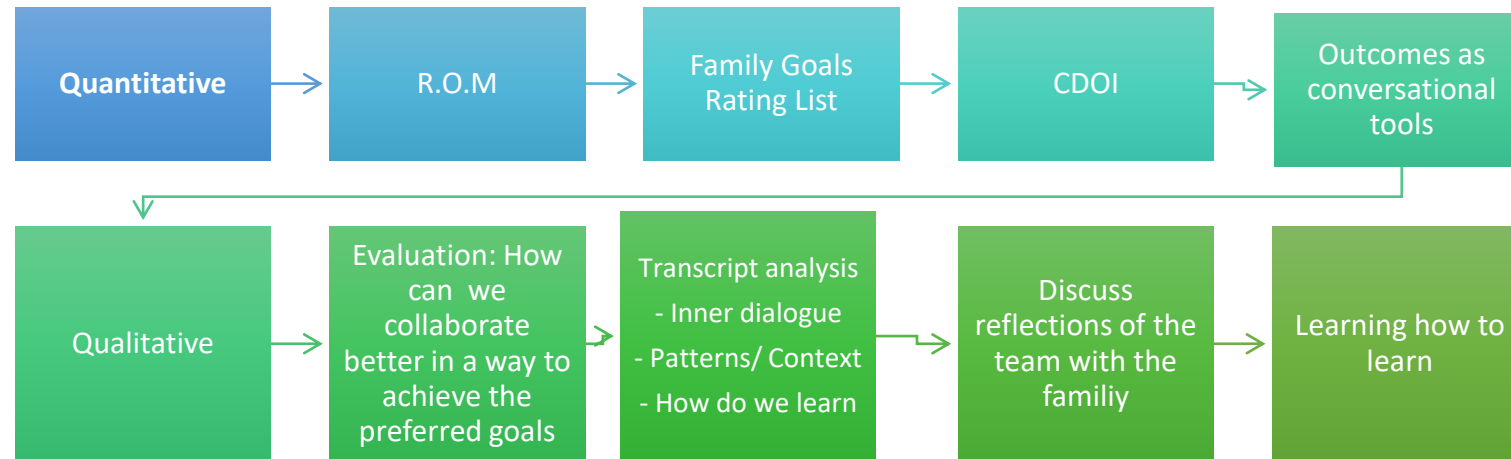 Quantitative
R.O.M
Family Goals
Rating List
CDOI
Outcomes as
conversational
tools
Qualitative
Evaluation: How
can we
collaborate
better in a way to
achieve the
preferred goals
Transcript analysis
- Inner dialogue
- Patterns/ Context
- How do we learn
Discuss
reflections of the
team with the
familiy
Learning how to
learn